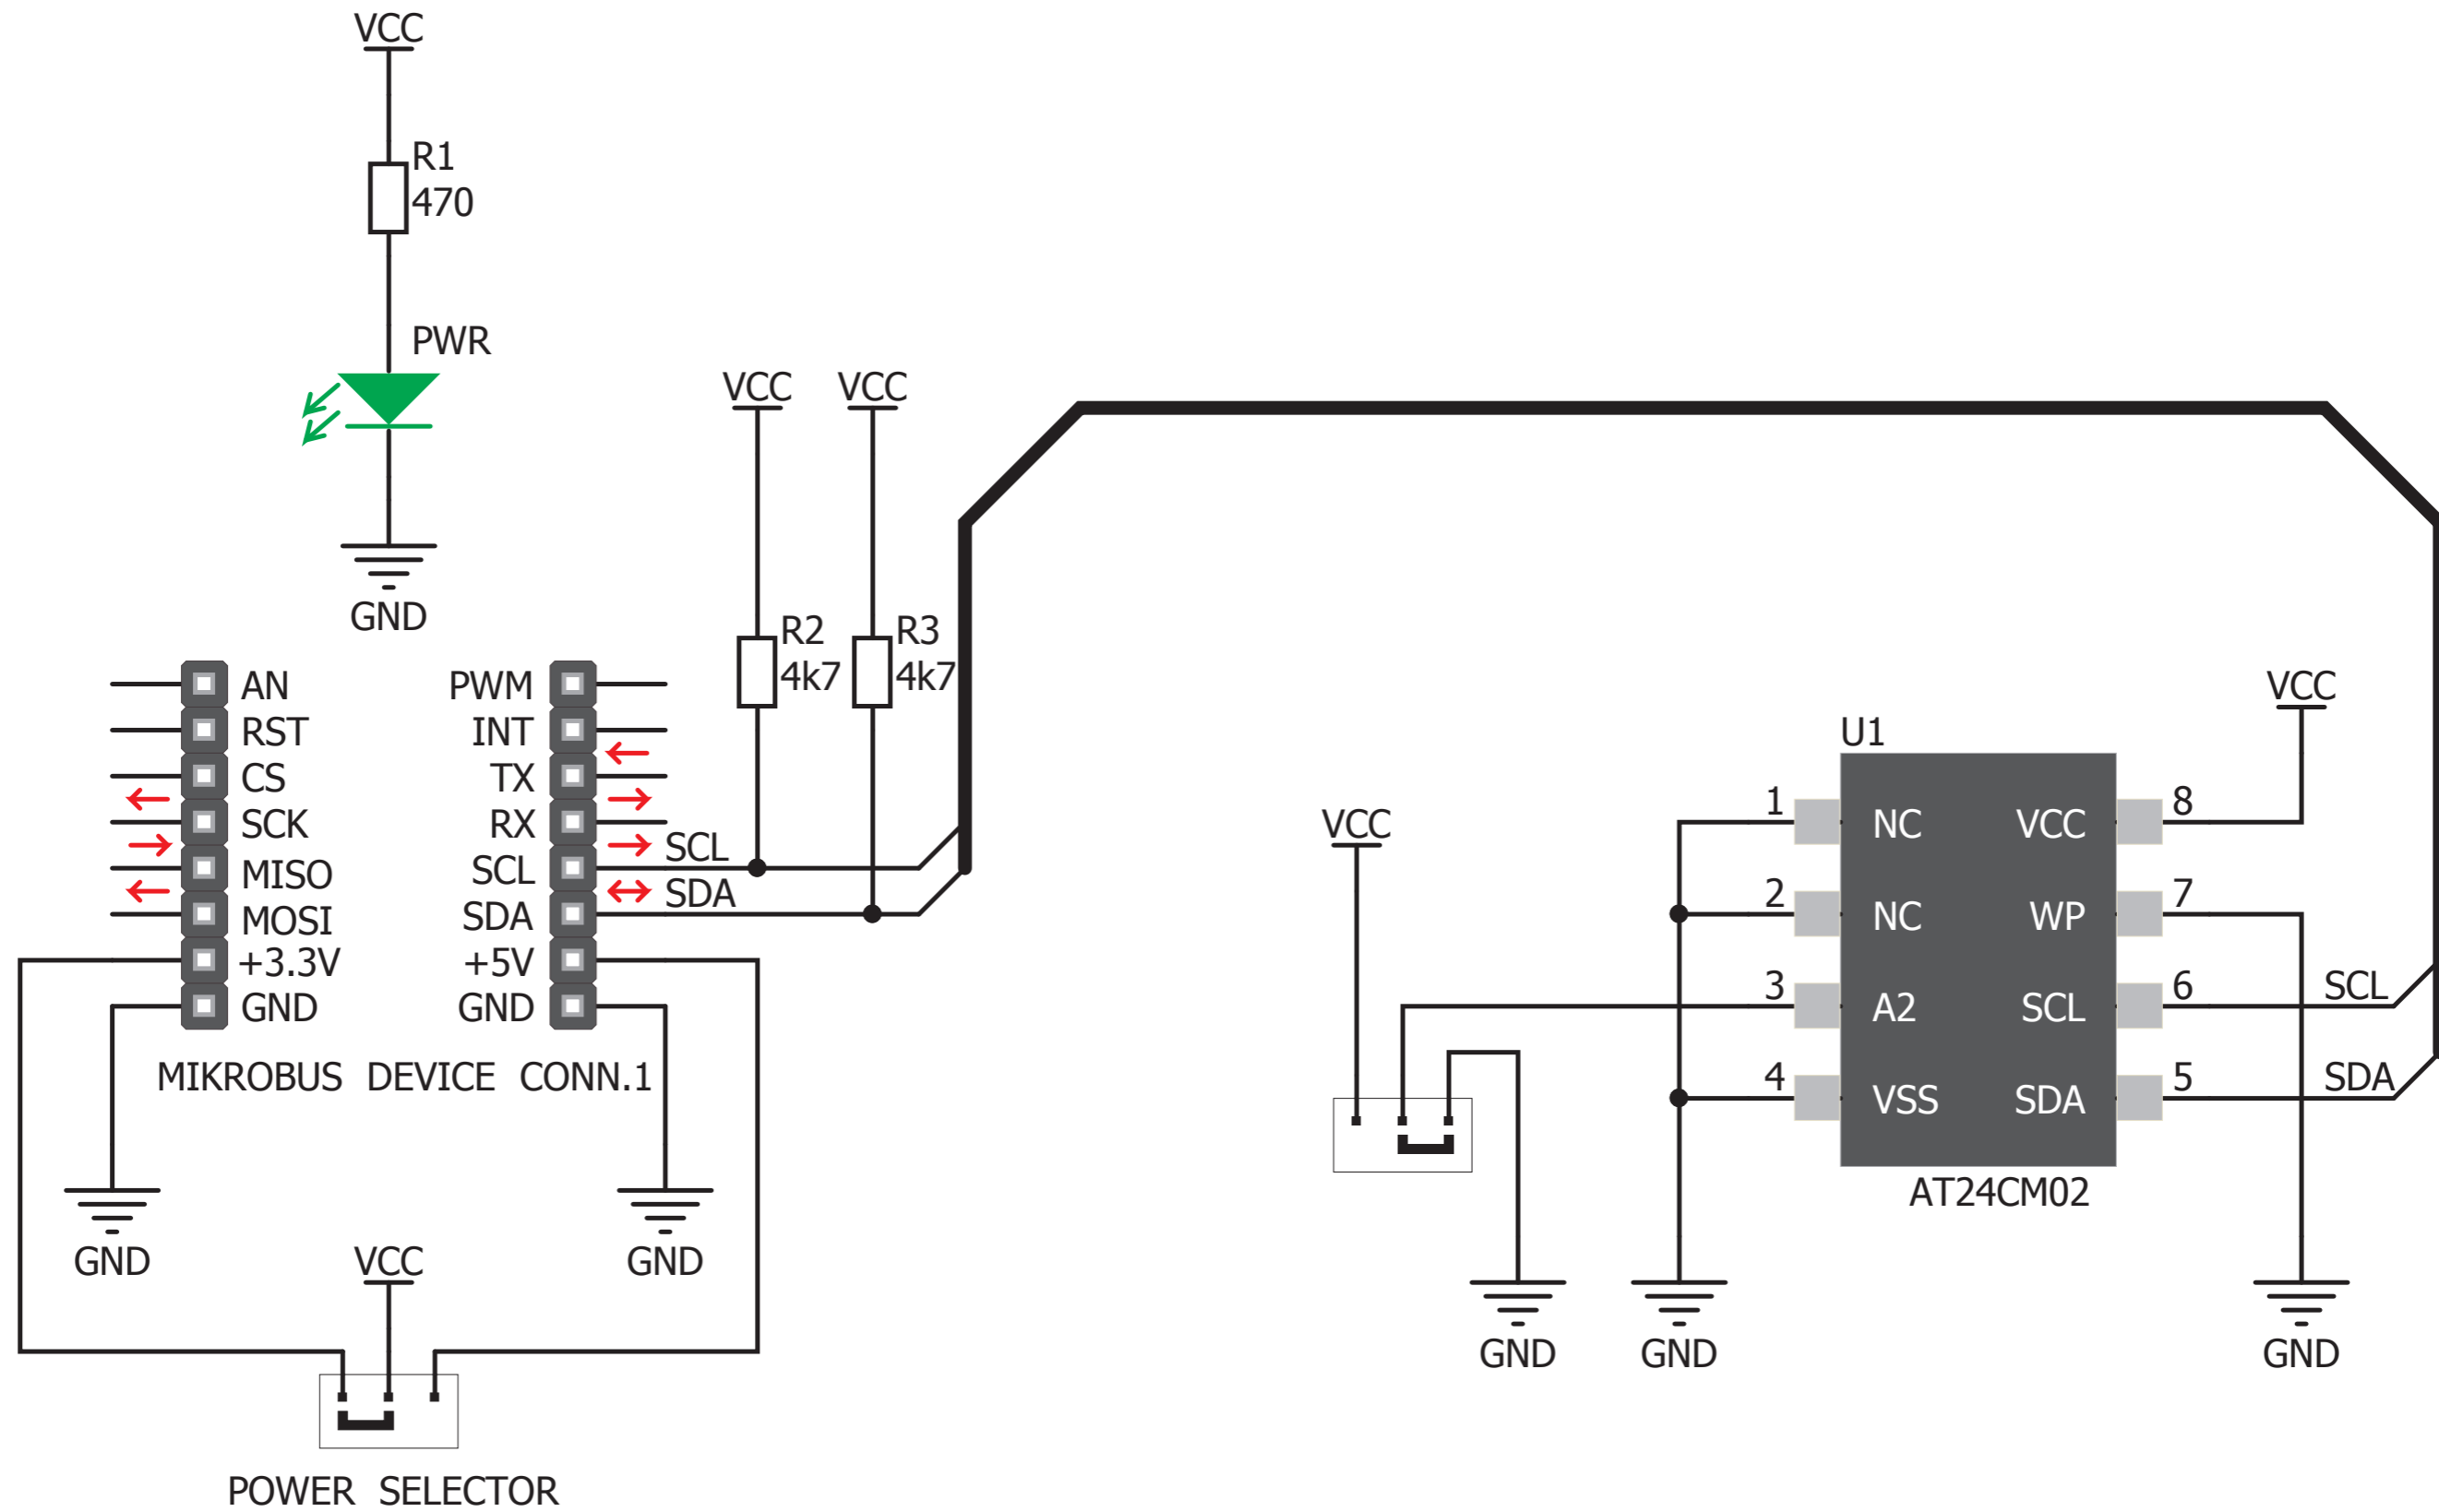 VCC
R1
470
PWR
GND
VCC
VCC
R2
4k7
R3
4k7
AN
RST
CS
SCK
MISO
MOSI
+3.3V
GND
PWM
INT
TX
RX
SCL
SDA
+5V
GND
SCL
SDA
MIKROBUS DEVICE CONN.1
GND
VCC
GND
POWER SELECTOR
VCC
GND
GND
U1
1
2
3
4
NC
NC
A2
VSS
VCC
WP
SCL
SDA
8
7
6
5
AT24CM02
VCC
SCL
SDA
GND